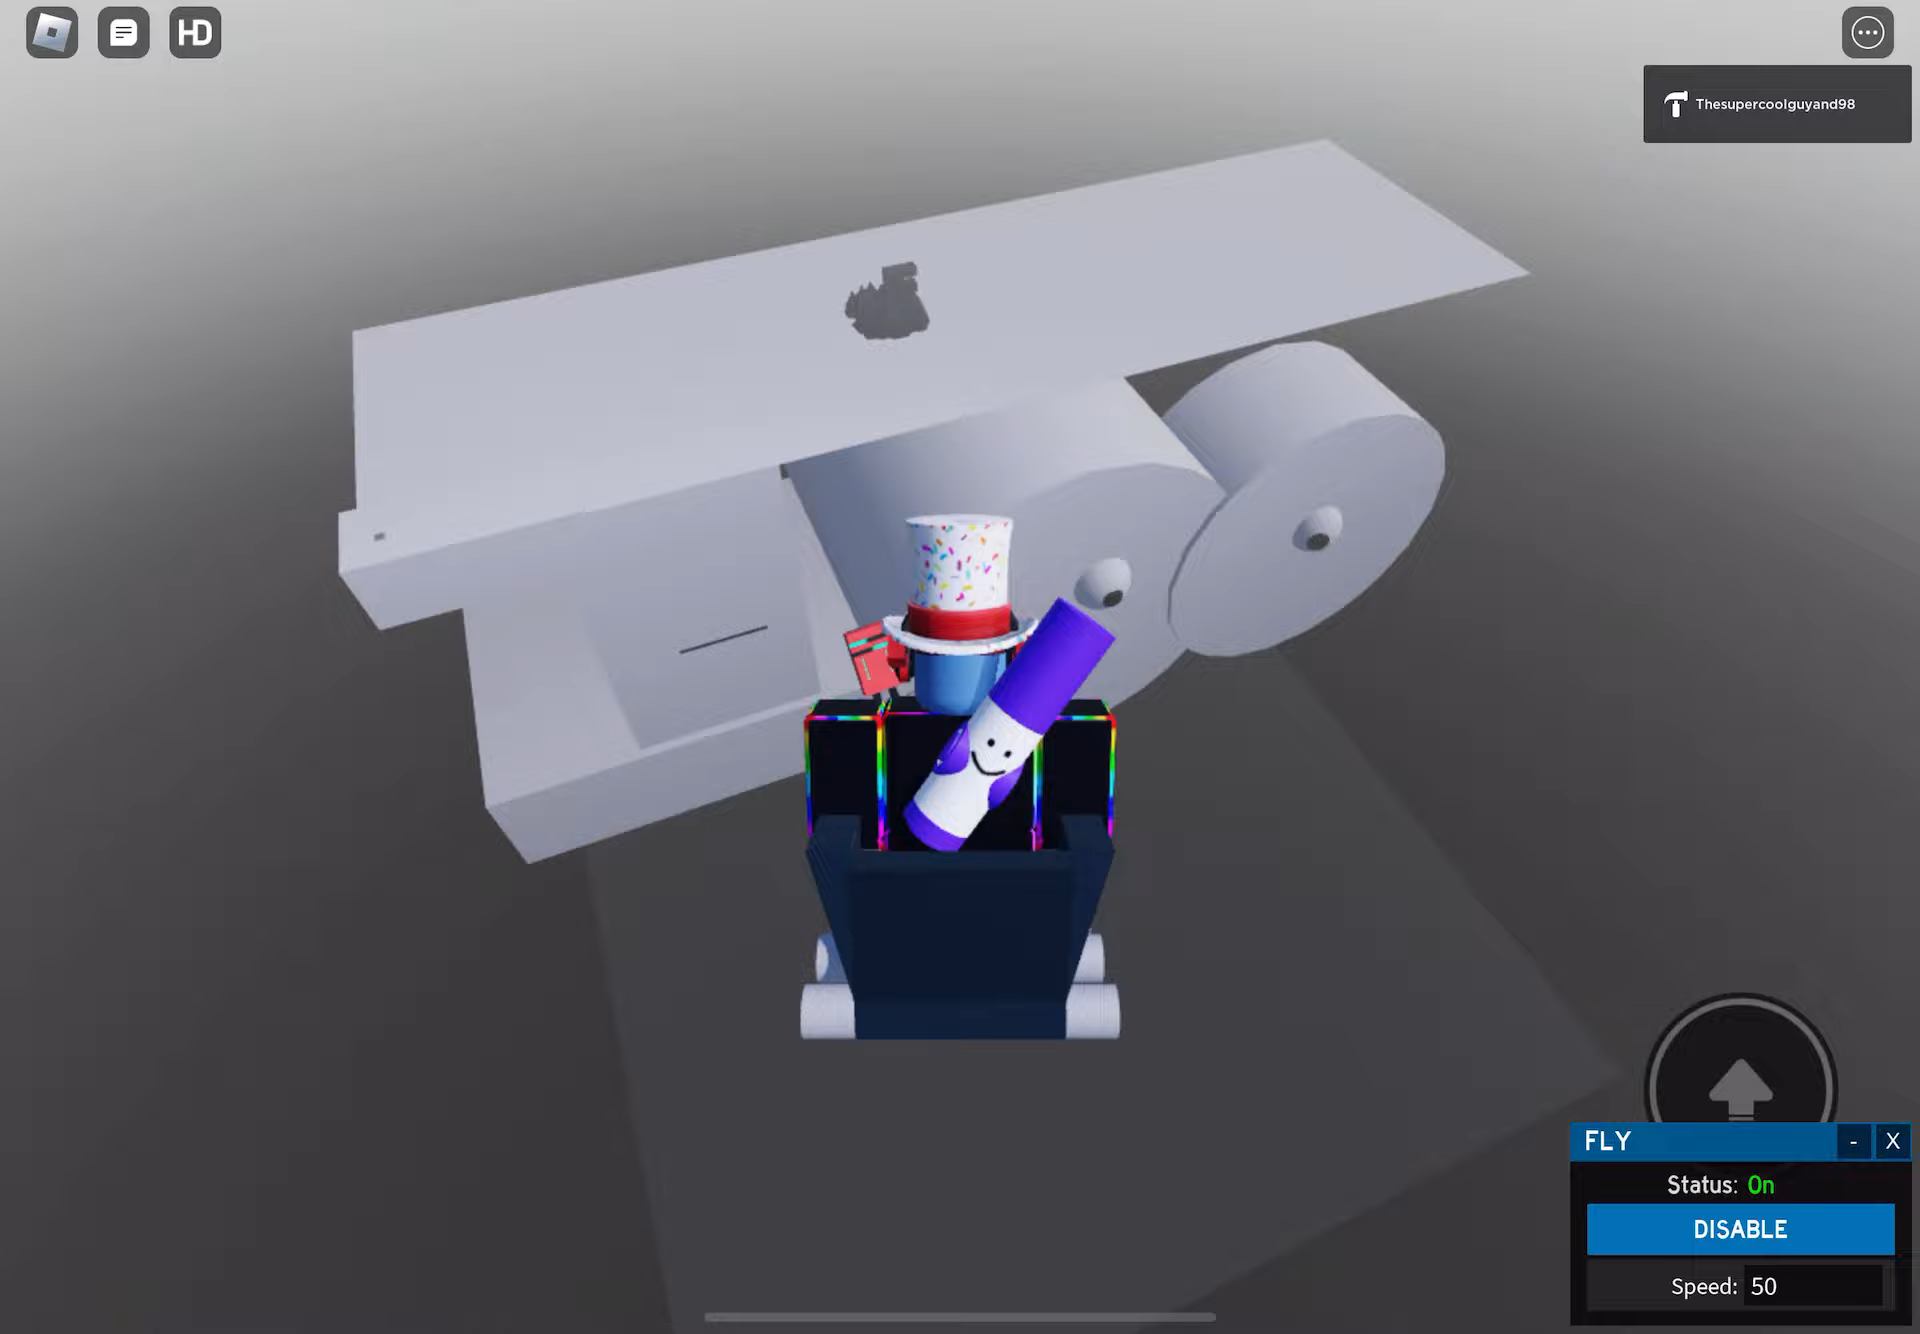 HD
Thesupercoolguyand98
FLY - X
Status: On
DISABLE
Speed: 50